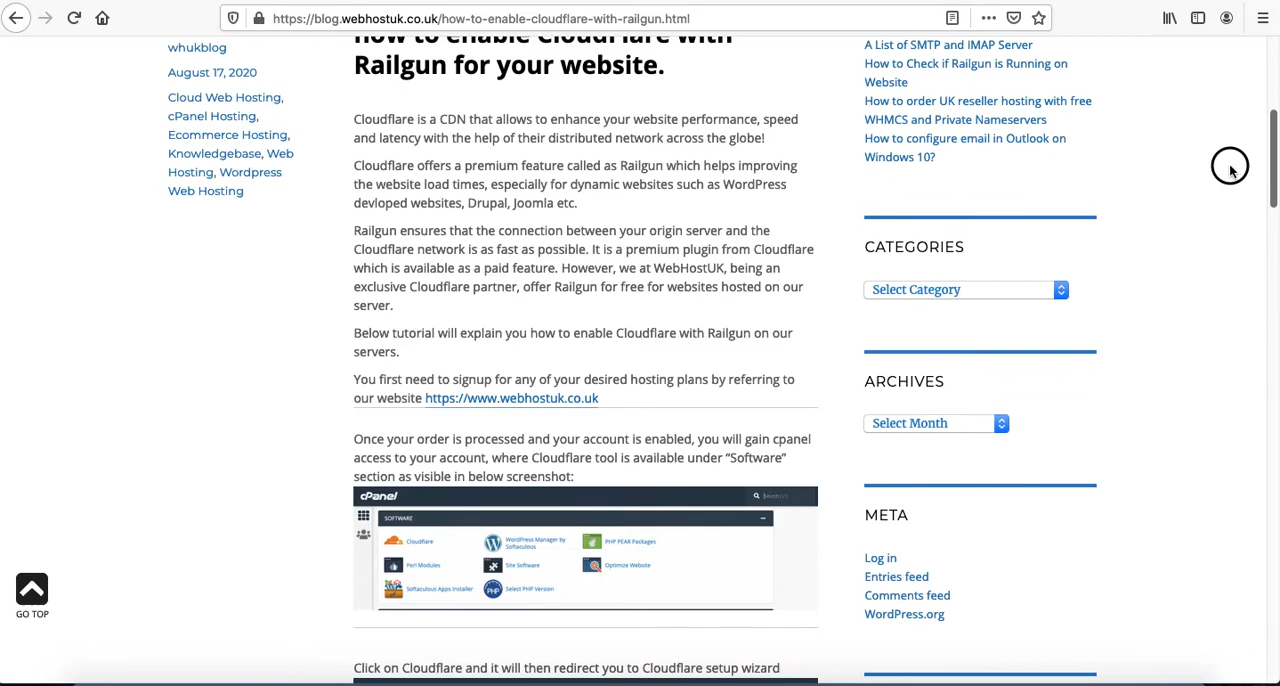 https://blog.webhostuk.co.uk/how-to-enable-cloudflare-with-railgun.html
whukblog
August 17, 2020
Cloud Web Hosting,
cPanel Hosting,
Ecommerce Hosting,
Knowledgebase, Web
Hosting, Wordpress
Web Hosting
GO TOP
how to enable Cloudflare with
Railgun for your website.
Cloudflare is a CDN that allows to enhance your website performance, speed
and latency with the help of their distributed network across the globe!
Cloudflare offers a premium feature called as Railgun which helps improving
the website load times, especially for dynamic websites such as WordPress
devloped websites, Drupal, Joomla etc.
Railgun ensures that the connection between your origin server and the
Cloudflare network is as fast as possible. It is a premium plugin from Cloudflare
which is available as a paid feature. However, we at WebHostUK, being an
exclusive Cloudflare partner, offer Railgun for free for websites hosted on our
server.
Below tutorial will explain you how to enable Cloudflare with Railgun on our
servers.
You first need to signup for any of your desired hosting plans by referring to
our website https://www.webhostuk.co.uk
Once your order is processed and your account is enabled, you will gain cpanel
access to your account, where Cloudflare tool is available under "Software"
section as visible in below screenshot:
cPanel
Search ( / )
SOFTWARE
Cloudflare
WordPress Manager by
Softaculous
PHP PEAR Packages
Perl Modules
Site Software
Optimize Website
Softaculous Apps Installer
PHP
Select PHP Version
Click on Cloudflare and it will then redirect you to Cloudflare setup wizard
A List of SMTP and IMAP Server
How to Check if Railgun is Running on
Website
How to order UK reseller hosting with free
WHMCS and Private Nameservers
How to configure email in Outlook on
Windows 10?
CATEGORIES
Select Category
ARCHIVES
Select Month
META
Log in
Entries feed
Comments feed
WordPress.org